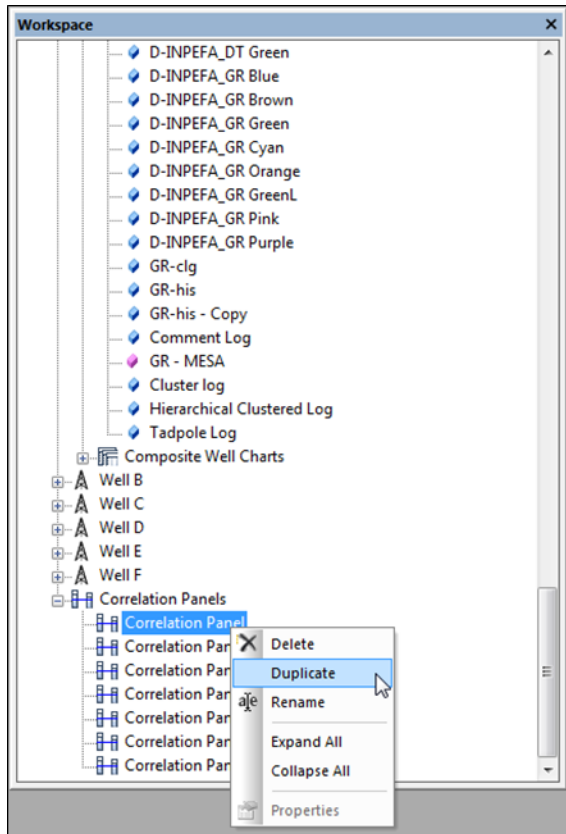 Workspace
D-INPEFA_DT Green
D-INPEFA_GR Blue
D-INPEFA_GR Brown
D-INPEFA_GR Green
D-INPEFA_GR Cyan
D-INPEFA_GR Orange
D-INPEFA_GR GreenL
D-INPEFA_GR Pink
D-INPEFA_GR Purple
GR-clg
GR-his
GR-his - Copy
Comment Log
GR - MESA
Cluster log
Hierarchical Clustered Log
Tadpole Log
Composite Well Charts
Well B
Well C
Well D
Well E
Well F
Correlation Panels
Correlation Panel
Correlation Par
Correlation Par
Correlation Par
Correlation Par
Correlation Par
Correlation Par
Delete
Duplicate
Rename
Expand All
Collapse All
Properties